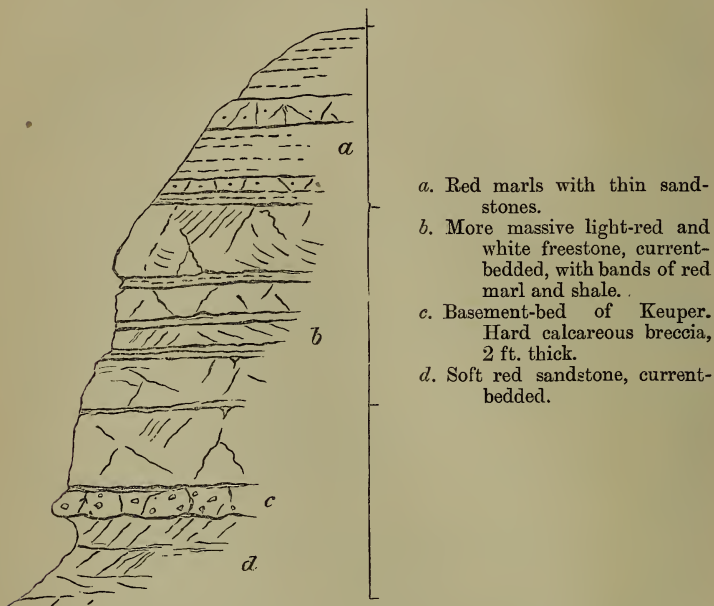 a
b
c
d
a. Red marls with thin sand-
stones.
b. More massive light-red and
white freestone, current-
bedded, with bands of red
marl and shale.
c. Basement-bed of Keuper.
Hard calcareous breccia,
2 ft. thick.
d. Soft red sandstone, current-
bedded.